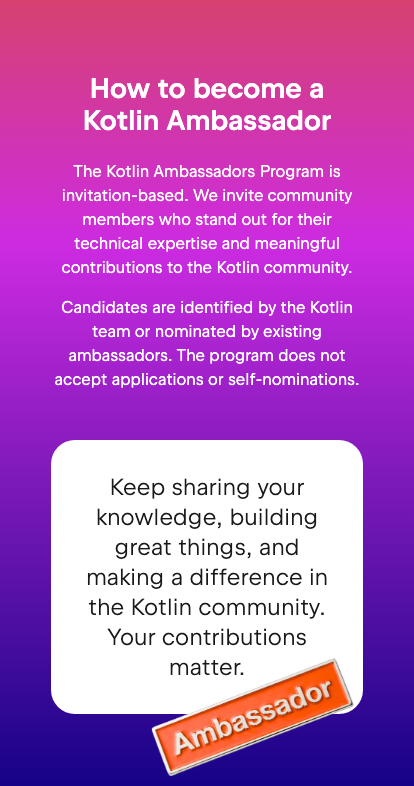 How to become a
Kotlin Ambassador
The Kotlin Ambassadors Program is
invitation-based. We invite community
members who stand out for their
technical expertise and meaningful
contributions to the Kotlin community.
Candidates are identified by the Kotlin
team or nominated by existing
ambassadors. The program does not
accept applications or self-nominations.
Keep sharing your
knowledge, building
great things, and
making a difference in
the Kotlin community.
Your contributions
matter.
Ambassador